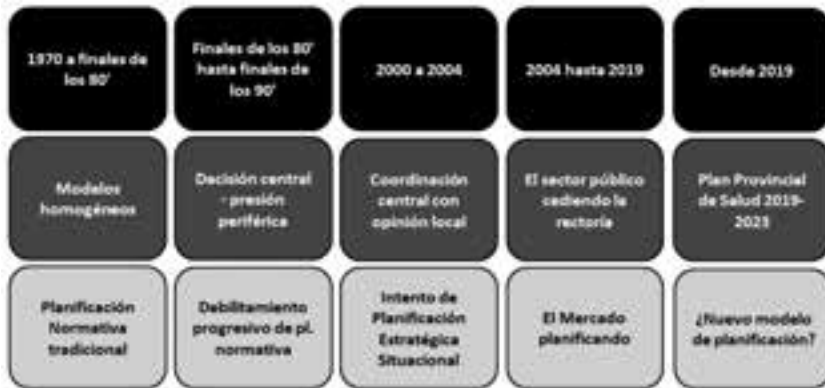 1970 a finales de
los 80'
Finales de los 80'
hasta finales de
los 90'
2000 a 2004
2004 hasta 2019
Desde 2019
Modelos
homogéneos
Decisión central
- presión
periférica
Coordinación
central con
opinión local
El sector público
cediendo la
rectoría
Plan Provincial
de Salud 2019-
2023
Planificación
Normativa
tradicional
Debilitamiento
progresivo de pl.
normativa
Intento de
Planificación
Estratégica
Situacional
El Mercado
planificando
¿Nuevo modelo
de planificación?